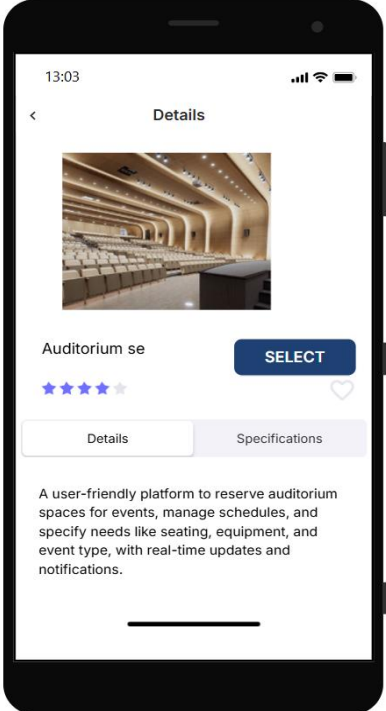 13:03
<
Details
Auditorium se
SELECT
Details
Specifications
A user-friendly platform to reserve auditorium
spaces for events, manage schedules, and
specify needs like seating, equipment, and
event type, with real-time updates and
notifications.